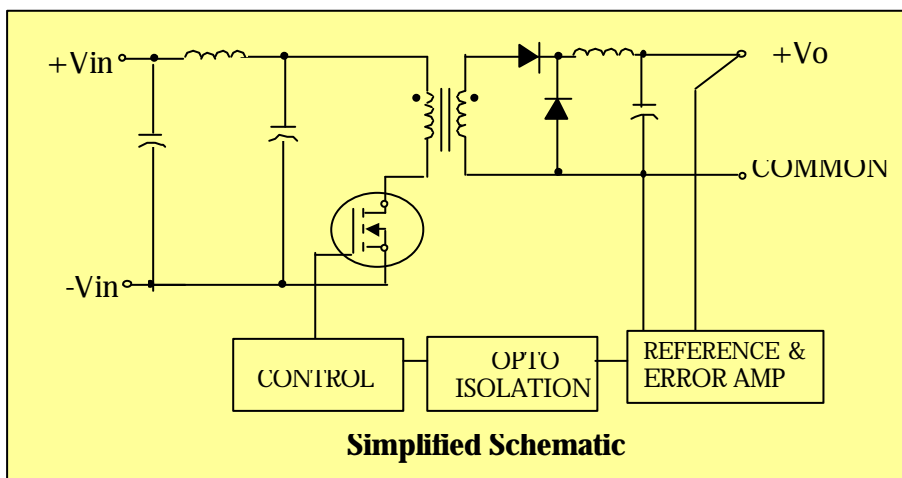 +Vin
+Vo
COMMON
-Vin
CONTROL
OPTO
ISOLATION
REFERENCE &
ERROR AMP
Simplified Schematic